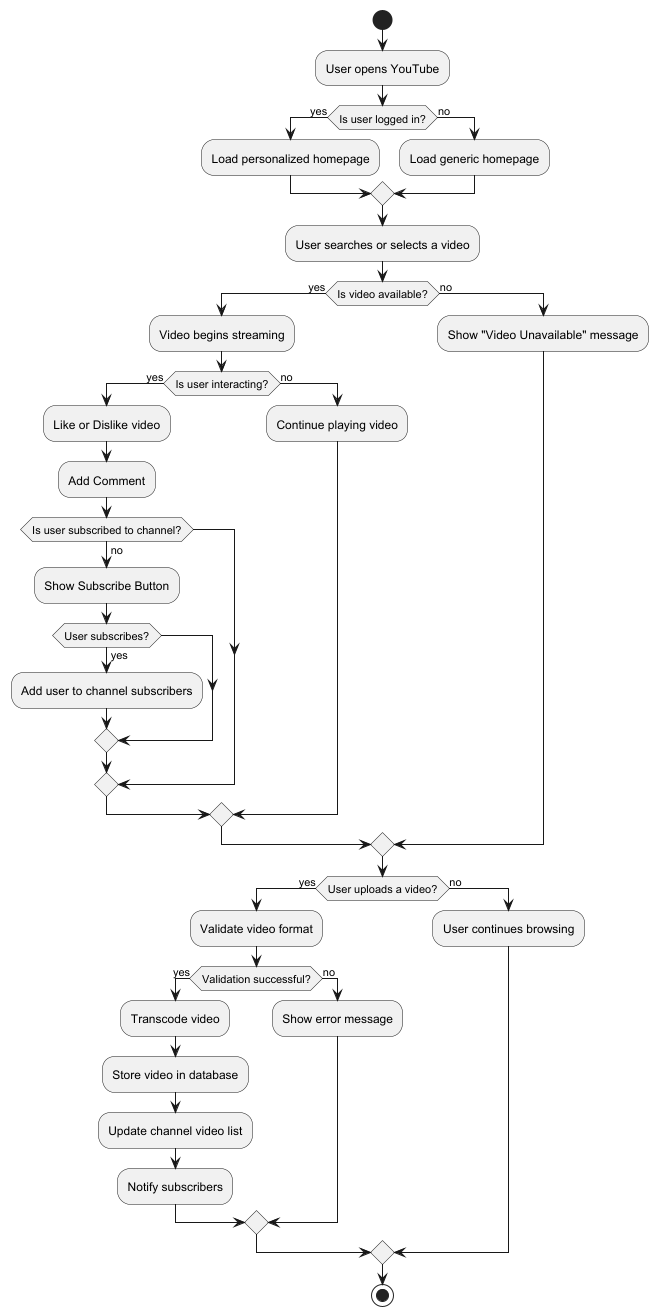 User opens YouTube
yes
Is user logged in?
no
Load personalized homepage
Load generic homepage
User searches or selects a video
yes
Is video available?
no
Video begins streaming
Show "Video Unavailable" message
yes
Is user interacting?
no
Like or Dislike video
Continue playing video
Add Comment
Is user subscribed to channel?
no
Show Subscribe Button
User subscribes?
yes
Add user to channel subscribers
yes
User uploads a video?
no
Validate video format
User continues browsing
yes
Validation successful?
no
Transcode video
Show error message
Store video in database
Update channel video list
Notify subscribers